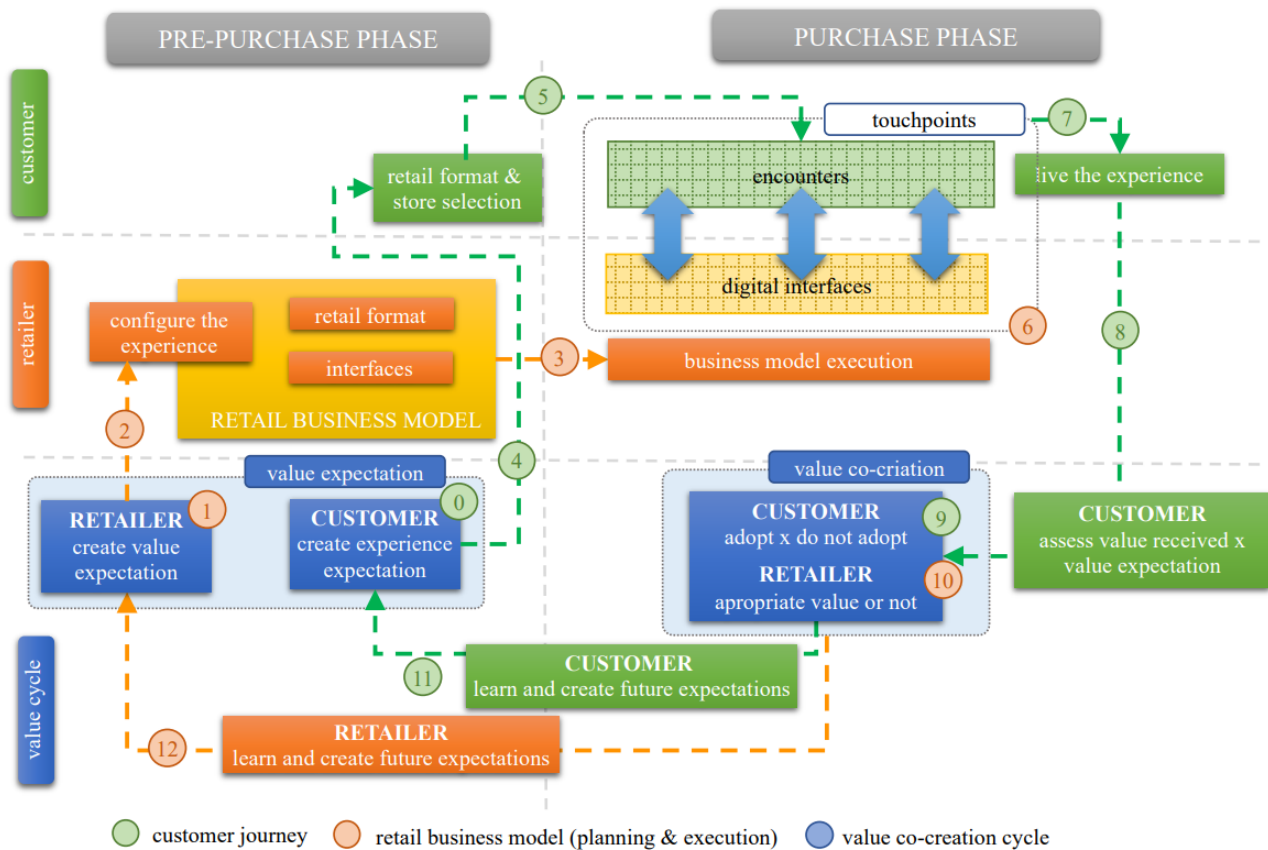 PRE-PURCHASE PHASE
PURCHASE PHASE
customer
5
touchpoints
7
retail format &
store selection
encounters
live the experience
retailer
configure the
experience
retail format
interfaces
RETAIL BUSINESS MODEL
3
digital interfaces
6
business model execution
8
2
4
value expectation
value co-criation
RETAILER
create value
expectation
1
CUSTOMER
create experience
expectation
0
CUSTOMER
adopt x do not adopt
9
RETAILER
apropriate value or not
10
CUSTOMER
assess value received x
value expectation
value cycle
11
CUSTOMER
learn and create future expectations
12
RETAILER
learn and create future expectations
customer journey
retail business model (planning & execution)
value co-creation cycle